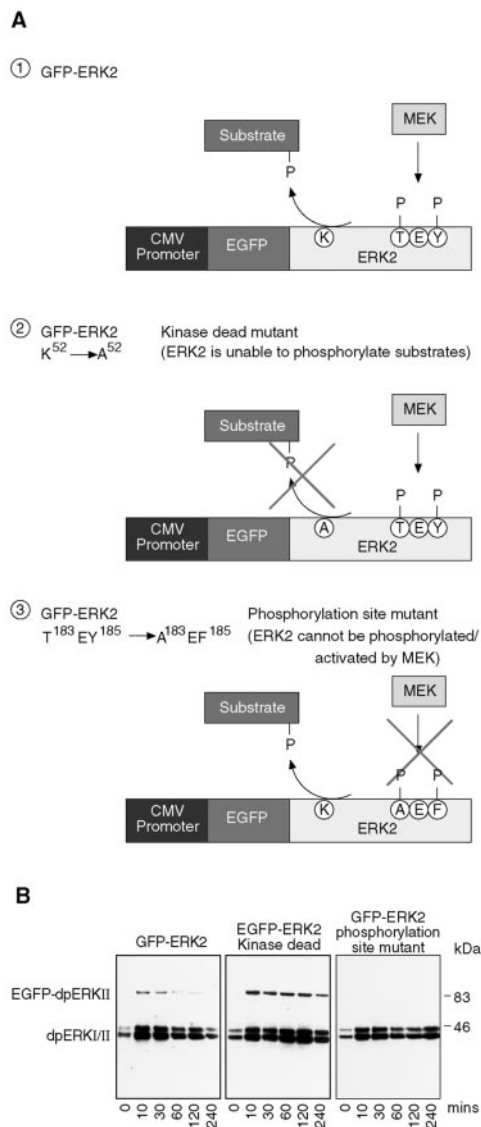 A
① GFP-ERK2
Substrate
MEK
P
P P
K T E Y
CMV Promoter EGFP ERK2
② GFP-ERK2 Kinase dead mutant
K⁵² → A⁵² (ERK2 is unable to phosphorylate substrates)
Substrate
MEK
P
P P
A T E Y
CMV Promoter EGFP ERK2
③ GFP-ERK2 Phosphorylation site mutant
T¹⁸³EY¹⁸⁵ → A¹⁸³EF¹⁸⁵ (ERK2 cannot be phosphorylated/
activated by MEK)
Substrate
MEK
P
P P
K A E F
CMV Promoter EGFP ERK2
B
GFP-ERK2
EGFP-ERK2
Kinase dead
GFP-ERK2
phosphorylation
site mutant
kDa
EGFP-dpERKII
83
dpERKI/II
46
0 10 30 60 120 240 0 10 30 60 120 240 0 10 30 60 120 240 mins